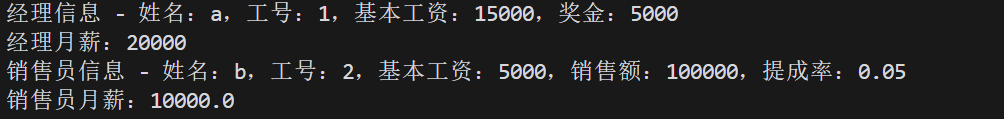 经理信息 - 姓名：a，工号：1，基本工资：15000，奖金：5000
经理月薪：20000
销售员信息 - 姓名：b，工号：2，基本工资：5000，销售额：100000，提成率：0.05
销售员月薪：10000.0